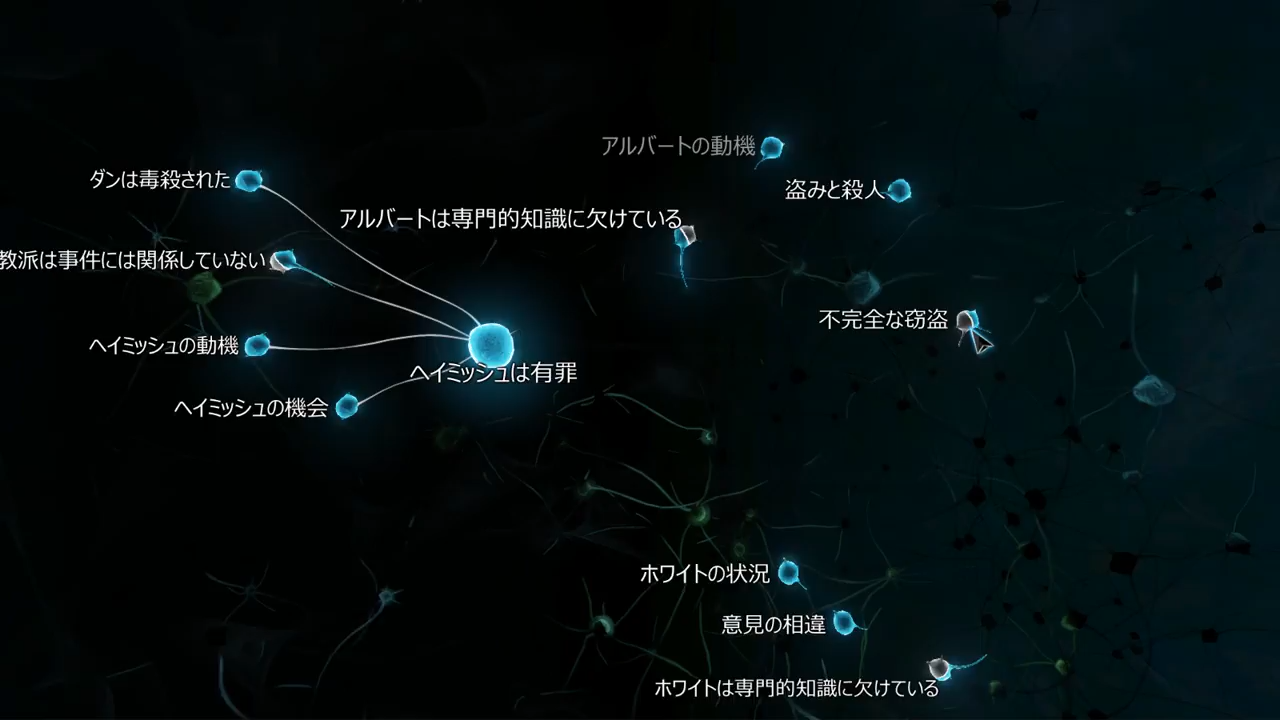 アルバートの動機
ダンは毒殺された
盗みと殺人
アルバートは専門的知識に欠けている
教派は事件には関係していない
不完全な窃盗
ヘイミッシュの動機
ヘイミッシュは有罪
ヘイミッシュの機会
ホワイトの状況
意見の相違
ホワイトは専門的知識に欠けている